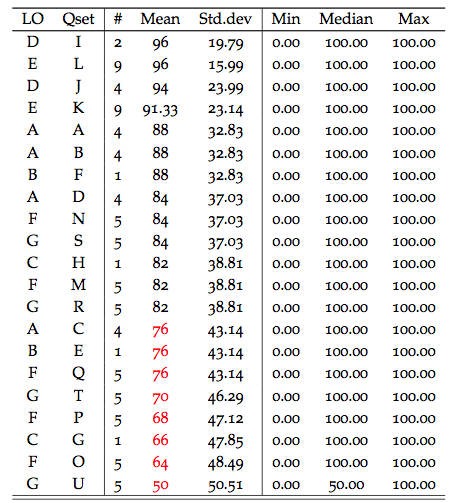 LO Qset # Mean Std.dev Min Median Max
D I 2 96 19.79 0.00 100.00 100.00
E L 9 96 15.99 0.00 100.00 100.00
D J 4 94 23.99 0.00 100.00 100.00
E K 9 91.33 23.14 0.00 100.00 100.00
A A 4 88 32.83 0.00 100.00 100.00
A B 4 88 32.83 0.00 100.00 100.00
B F 1 88 32.83 0.00 100.00 100.00
A D 4 84 37.03 0.00 100.00 100.00
F N 5 84 37.03 0.00 100.00 100.00
G S 5 84 37.03 0.00 100.00 100.00
C H 1 82 38.81 0.00 100.00 100.00
F M 5 82 38.81 0.00 100.00 100.00
G R 5 82 38.81 0.00 100.00 100.00
A C 4 76 43.14 0.00 100.00 100.00
B E 1 76 43.14 0.00 100.00 100.00
F Q 5 76 43.14 0.00 100.00 100.00
G T 5 70 46.29 0.00 100.00 100.00
F P 5 68 47.12 0.00 100.00 100.00
C G 1 66 47.85 0.00 100.00 100.00
F O 5 64 48.49 0.00 100.00 100.00
G U 5 50 50.51 0.00 50.00 100.00